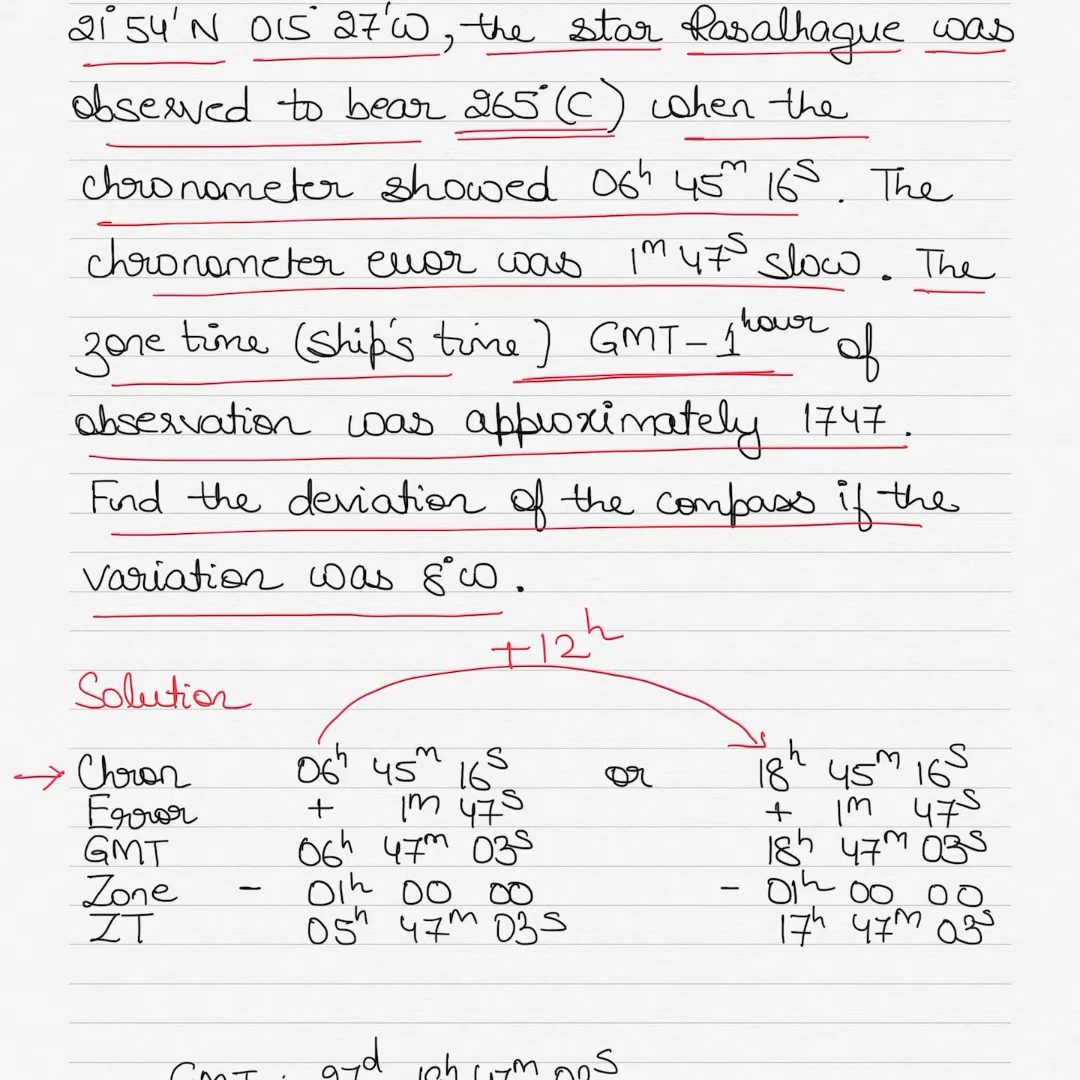 21° 54' N 015° 27' W, the star Rasalhague was
observed to bear 265° (C) when the
chronometer showed 06h 45m 16s. The
chronometer error was 1m 47s slow. The
zone time (ship's time) GMT - 1 hour of
observation was approximately 1747.
Find the deviation of the compass if the
variation was 8° W.
+12h
Solution
→ Chron 06h 45m 16s or 18h 45m 16s
Error + 1m 47s + 1m 47s
GMT 06h 47m 03s 18h 47m 03s
Zone - 01h 00 00 - 01h 00 00
ZT 05h 47m 03s 17h 47m 03s
GMT